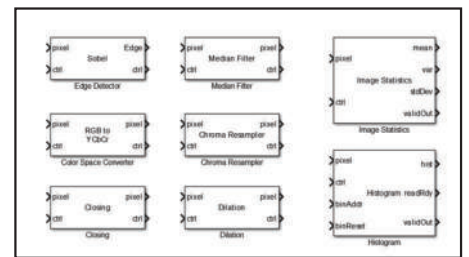 pixel Edge
Sobel
ctrl ctrl
Edge Detector
pixel pixel
Median Filter
ctrl ctrl
Median Filter
pixel mean
var
Image Statistics
stdDev
ctrl
validOut
Image Statistics
pixel pixel
RGB to
YCbCr
ctrl ctrl
Color Space Converter
pixel pixel
Chroma Resampler
ctrl ctrl
Chroma Resampler
pixel hist
ctrl
Histogram readRdy
binAddr
binReset validOut
Histogram
pixel pixel
Closing
ctrl ctrl
Closing
pixel pixel
Dilation
ctrl ctrl
Dilation